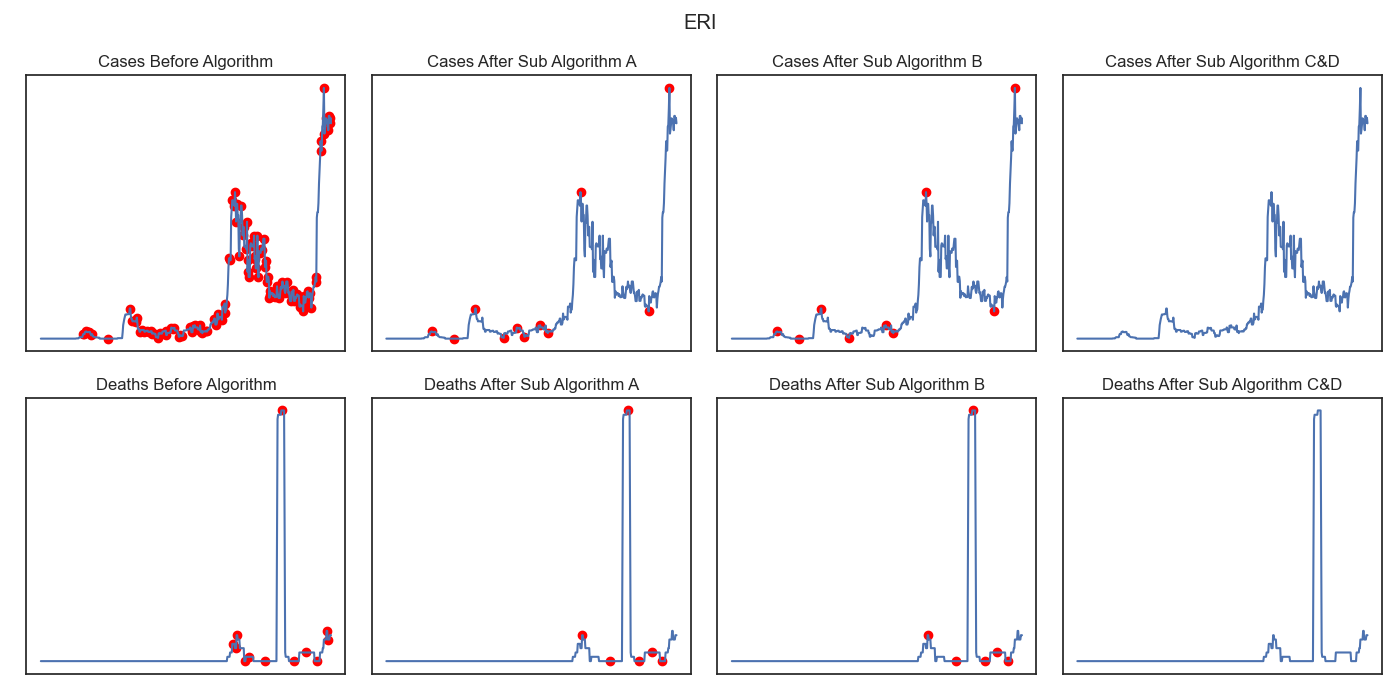 ERI
Cases Before Algorithm
Cases After Sub Algorithm A
Cases After Sub Algorithm B
Cases After Sub Algorithm C&D
Deaths Before Algorithm
Deaths After Sub Algorithm A
Deaths After Sub Algorithm B
Deaths After Sub Algorithm C&D